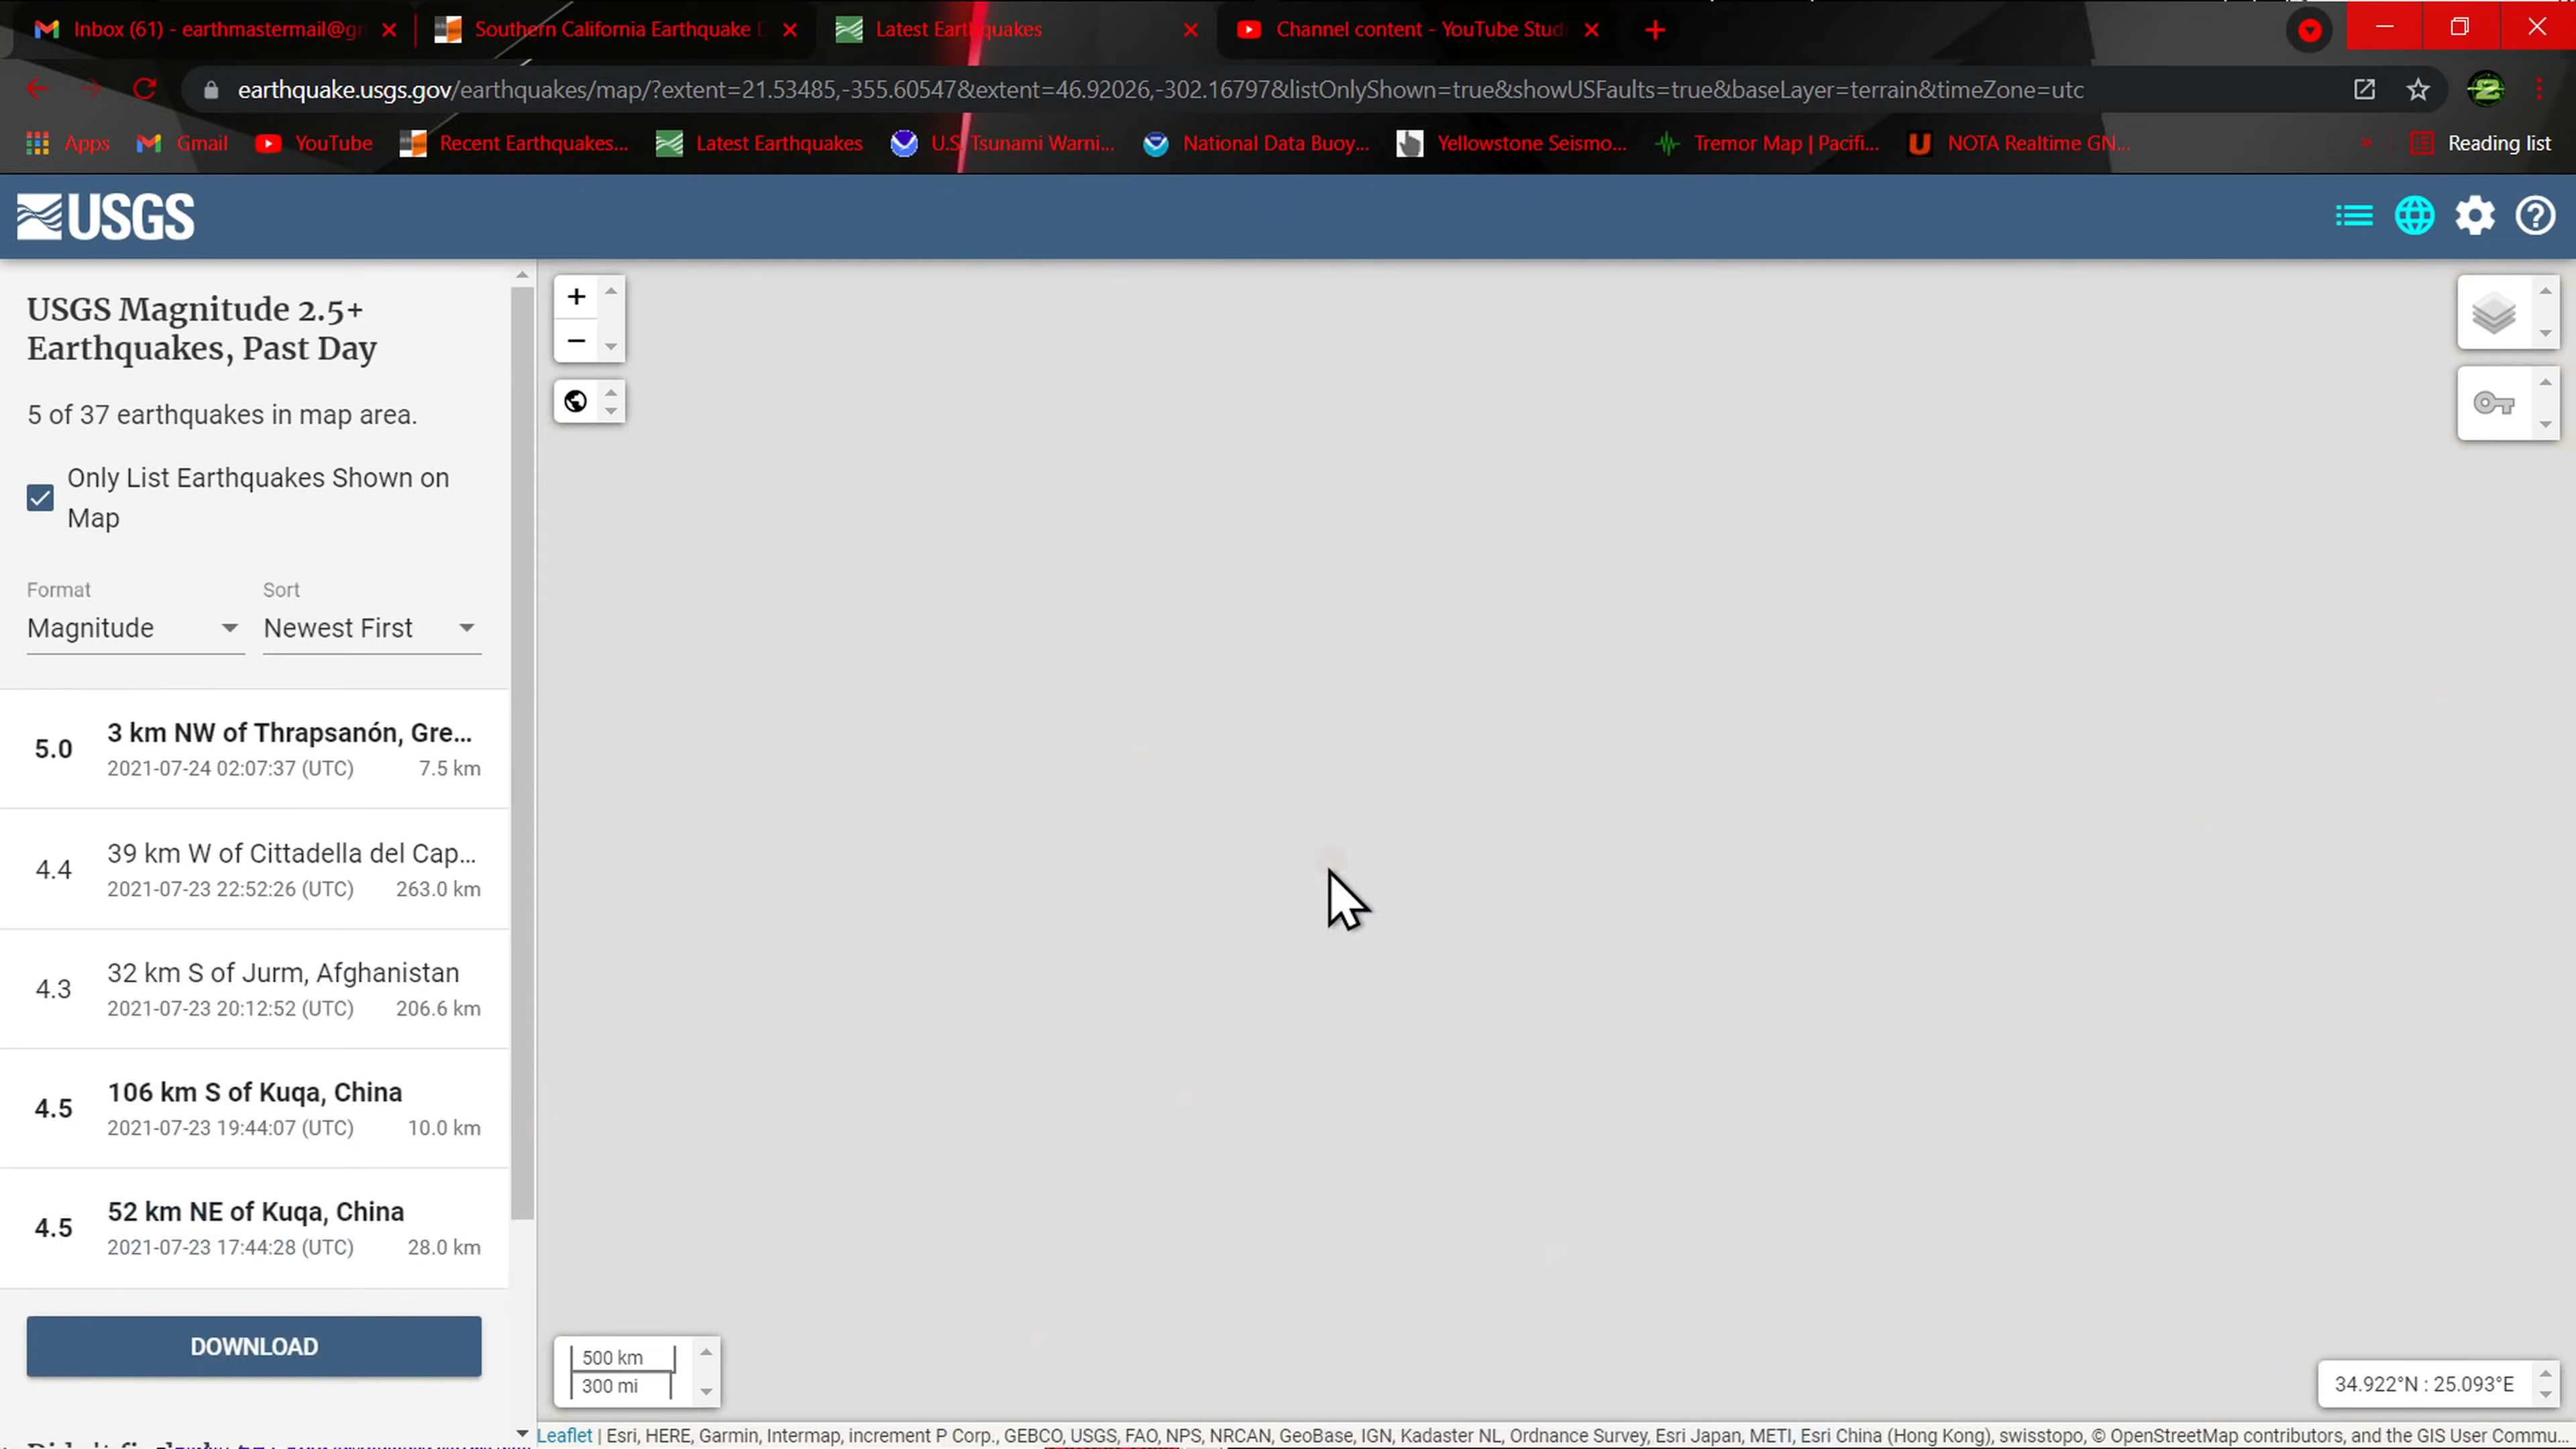 Inbox (61) - earthmastermail@gm
Southern California Earthquake D
Latest Earthquakes
Channel content - YouTube Stud
earthquake.usgs.gov/earthquakes/map/?extent=21.53485,-355.60547&extent=46.92026,-302.16797&listOnlyShown=true&showUSFaults=true&baseLayer=terrain&timeZone=utc
Apps
Gmail
YouTube
Recent Earthquakes...
Latest Earthquakes
U.S. Tsunami Warni...
National Data Buoy...
Yellowstone Seismo...
Tremor Map | Pacifi...
NOTA Realtime GN...
Reading list
USGS
USGS Magnitude 2.5+
Earthquakes, Past Day
5 of 37 earthquakes in map area.
Only List Earthquakes Shown on
Map
Format
Sort
Magnitude
Newest First
5.0
3 km NW of Thrapsanón, Gre...
2021-07-24 02:07:37 (UTC)
7.5 km
4.4
39 km W of Cittadella del Cap...
2021-07-23 22:52:26 (UTC)
263.0 km
4.3
32 km S of Jurm, Afghanistan
2021-07-23 20:12:52 (UTC)
206.6 km
4.5
106 km S of Kuqa, China
2021-07-23 19:44:07 (UTC)
10.0 km
4.5
52 km NE of Kuqa, China
2021-07-23 17:44:28 (UTC)
28.0 km
DOWNLOAD
500 km
300 mi
34.922°N : 25.093°E
Leaflet | Esri, HERE, Garmin, Intermap, increment P Corp., GEBCO, USGS, FAO, NPS, NRCAN, GeoBase, IGN, Kadaster NL, Ordnance Survey, Esri Japan, METI, Esri China (Hong Kong), swisstopo, © OpenStreetMap contributors, and the GIS User Commu...